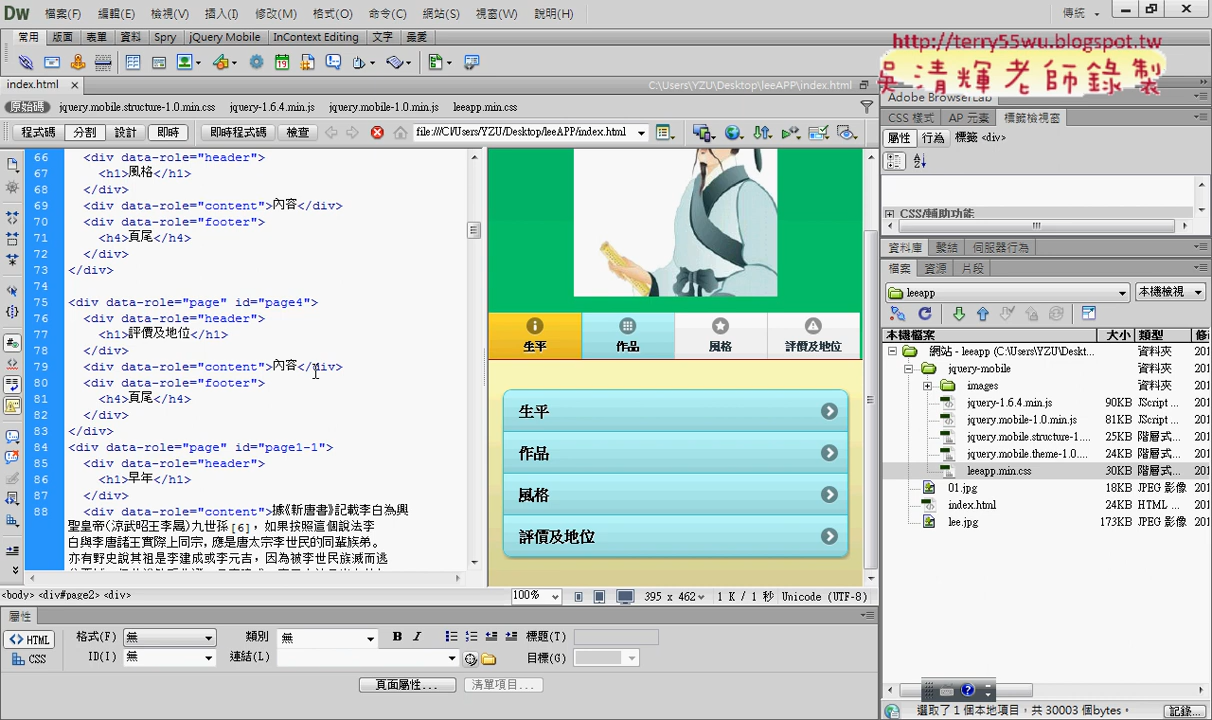 Dw 檔案(F) 編輯(E) 檢視(V) 插入(I) 修改(M) 格式(O) 命令(C) 網站(S) 視窗(W) 說明(H) 傳統
常用 版面 表單 資料 Spry jQuery Mobile InContext Editing 文字 我的最愛
http://terry55wu.blogspot.tw
吳清輝老師錄製
index.html C:\Users\YZU\Desktop\leeAPP\index.html
原始碼 jquery.mobile.structure-1.0.min.css jquery-1.6.4.min.js jquery.mobile-1.0.min.js leeapp.min.css
程式碼 分割 設計 即時 即時程式碼 檢查 file:///C|/Users/YZU/Desktop/leeAPP/index.html
66 <div data-role="header">
67 <h1>風格</h1>
68 </div>
69 <div data-role="content">內容</div>
70 <div data-role="footer">
71 <h4>頁尾</h4>
72 </div>
73 </div>
74
75 <div data-role="page" id="page4">
76 <div data-role="header">
77 <h1>評價及地位</h1>
78 </div>
79 <div data-role="content">內容</div>
80 <div data-role="footer">
81 <h4>頁尾</h4>
82 </div>
83 </div>
84 <div data-role="page" id="page1-1">
85 <div data-role="header">
86 <h1>早年</h1>
87 </div>
88 <div data-role="content">據《新唐書》記載李白為興
聖皇帝(涼武昭王李暠)九世孫[6]，如果按照這個說法李
白與李唐諸王實際上同宗，應是唐太宗李世民的同輩族弟。
亦有野史說其祖是李建成或李元吉，因為被李世民族滅而逃
生平 作品 風格 評價及地位
生平
作品
風格
評價及地位
<body> <div#page2> <div>
100% 395 x 462 1 K / 1 秒 Unicode (UTF-8)
屬性
HTML 格式(F) 無 類別 無 B I 標題(T)
CSS ID(I) 無 連結(L) 目標(G)
頁面屬性... 清單項目...
Adobe BrowserLab
CSS 樣式 AP 元素 標籤檢視窗
屬性 行為 標籤 <div>
CSS/輔助功能
資料庫 繫結 伺服器行為
檔案 資源 片段
leeapp 本機檢視
本機檔案 大小 類型 修
網站 - leeapp (C:\Users\YZU\Deskt... 資料夾 201
jquery-mobile 資料夾 201
images 資料夾 201
jquery-1.6.4.min.js 90KB JScript ... 201
jquery.mobile-1.0.min.js 81KB JScript ... 201
jquery.mobile.structure-1.... 25KB 階層式... 201
jquery.mobile.theme-1.0.... 24KB 階層式... 201
leeapp.min.css 30KB 階層式... 201
01.jpg 18KB JPEG 影像 201
index.html 24KB HTML ... 201
lee.jpg 173KB JPEG 影像 201
選取了 1 個本地項目，共 30003 個bytes。 記錄...